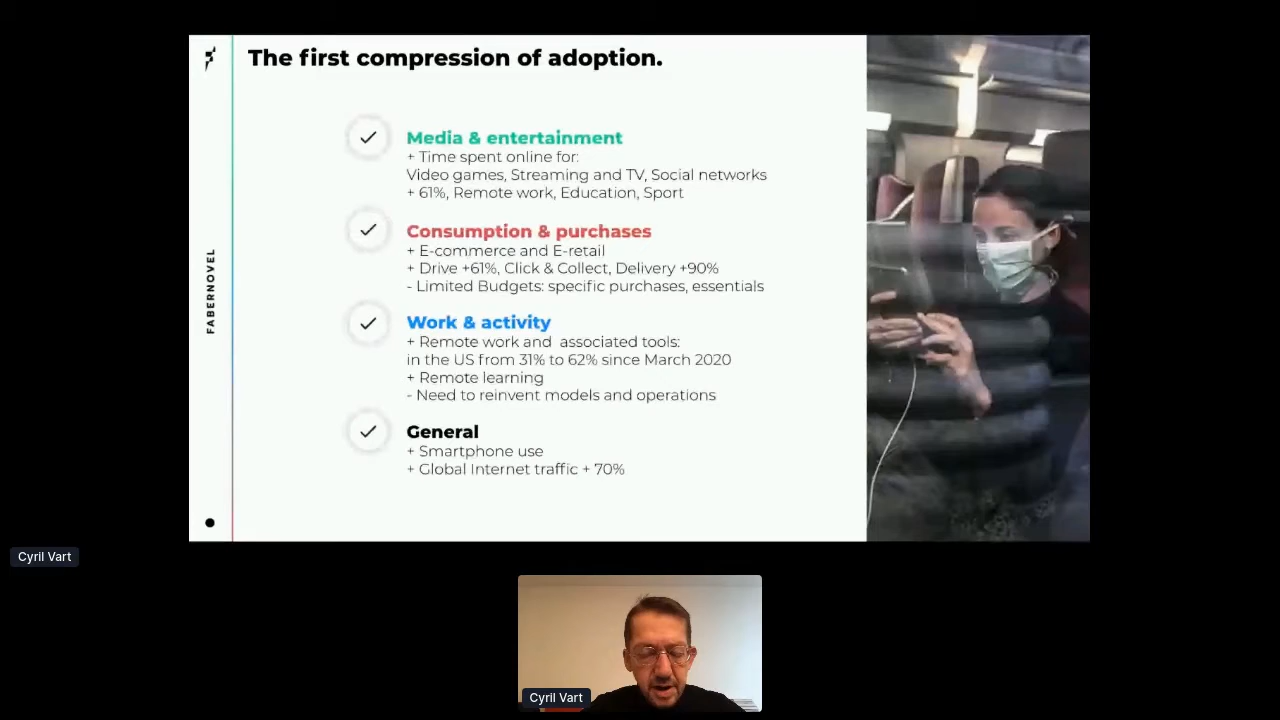 The first compression of adoption.
Media & entertainment
+ Time spent online for:
Video games, Streaming and TV, Social networks
+ 61%, Remote work, Education, Sport
Consumption & purchases
+ E-commerce and E-retail
+ Drive +61%, Click & Collect, Delivery +90%
- Limited Budgets: specific purchases, essentials
Work & activity
+ Remote work and  associated tools:
in the US from 31% to 62% since March 2020
+ Remote learning
- Need to reinvent models and operations
General
+ Smartphone use
+ Global Internet traffic + 70%
FABERNOVEL
Cyril Vart
Cyril Vart